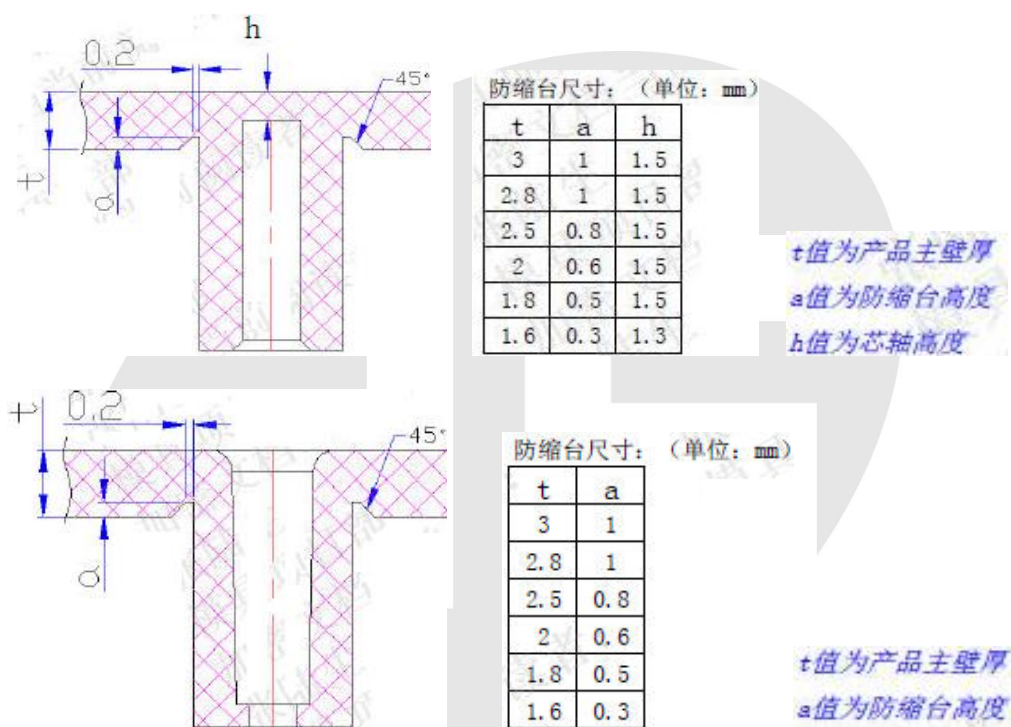 h
0.2
45°
t
a
防缩台尺寸：（单位：mm）
t a h
3 1 1.5
2.8 1 1.5
2.5 0.8 1.5
2 0.6 1.5
1.8 0.5 1.5
1.6 0.3 1.3
t值为产品主壁厚
a值为防缩台高度
h值为芯轴高度
t
0.2
45°
a
防缩台尺寸：（单位：mm）
t a
3 1
2.8 1
2.5 0.8
2 0.6
1.8 0.5
1.6 0.3
t值为产品主壁厚
a值为防缩台高度